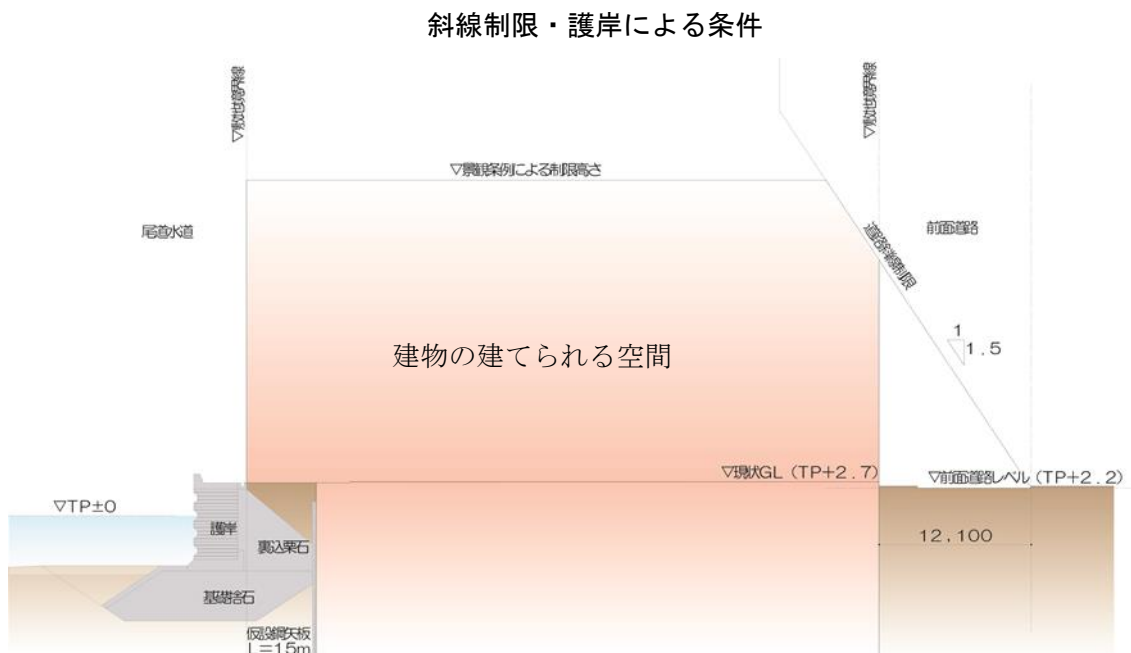 斜線制限・護岸による条件
▽敷地境界線
▽敷地境界線
▽景観条例による制限高さ
尾道水道
前面道路
道路斜線制限
建物の建てられる空間
1
1.5
▽現状GL (TP+2.7)
▽前面道路レベル (TP+2.2)
▽TP±0
護岸
裏込栗石
12,100
基礎捨石
仮設鋼矢板
L=15m